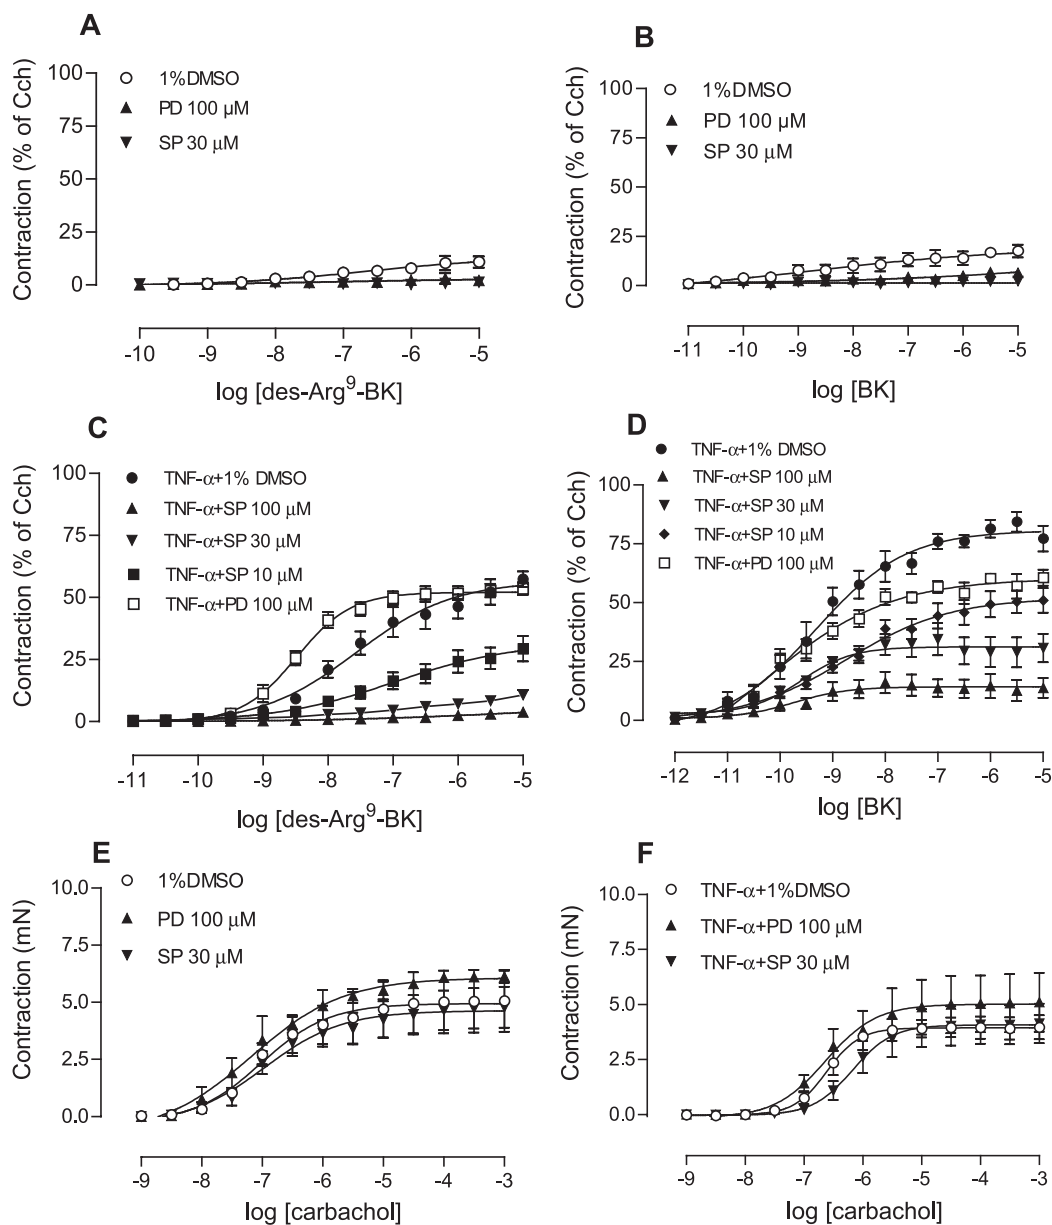 A
Contraction (% of Cch)
100
75
50
25
0
1%DMSO
PD 100 µM
SP 30 µM
-10 -9 -8 -7 -6 -5
log [des-Arg⁹-BK]
B
Contraction (% of Cch)
100
75
50
25
0
1%DMSO
PD 100 µM
SP 30 µM
-11 -10 -9 -8 -7 -6 -5
log [BK]
C
Contraction (% of Cch)
100
75
50
25
0
TNF-α+1% DMSO
TNF-α+SP 100 µM
TNF-α+SP 30 µM
TNF-α+SP 10 µM
TNF-α+PD 100 µM
-11 -10 -9 -8 -7 -6 -5
log [des-Arg⁹-BK]
D
Contraction (% of Cch)
100
75
50
25
0
TNF-α+1% DMSO
TNF-α+SP 100 µM
TNF-α+SP 30 µM
TNF-α+SP 10 µM
TNF-α+PD 100 µM
-12 -11 -10 -9 -8 -7 -6 -5
log [BK]
E
Contraction (mN)
10.0
7.5
5.0
2.5
0.0
1%DMSO
PD 100 µM
SP 30 µM
-9 -8 -7 -6 -5 -4 -3
log [carbachol]
F
Contraction (mN)
10.0
7.5
5.0
2.5
0.0
TNF-α+1%DMSO
TNF-α+PD 100 µM
TNF-α+SP 30 µM
-9 -8 -7 -6 -5 -4 -3
log [carbachol]